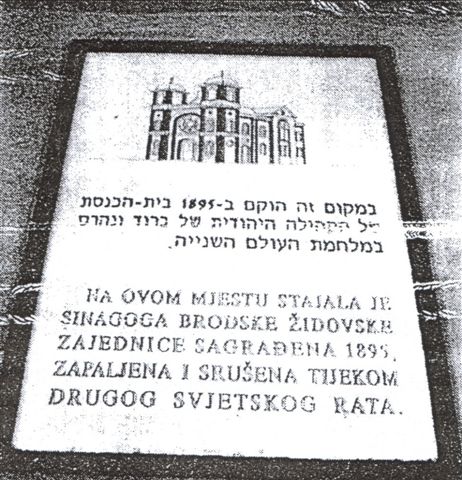 במקום זה הוקם ב-1895 בית-הכנסת
של הקהילה היהודית של ברוד ונהרס
במלחמת העולם השנייה.
NA OVOM MJESTU STAJALA JE
SINAGOGA BRODSKE ŽIDOVSKE
ZAJEDNICE SAGRAĐENA 1895.
ZAPALJENA I SRUŠENA TIJEKOM
DRUGOG SVJETSKOG RATA.